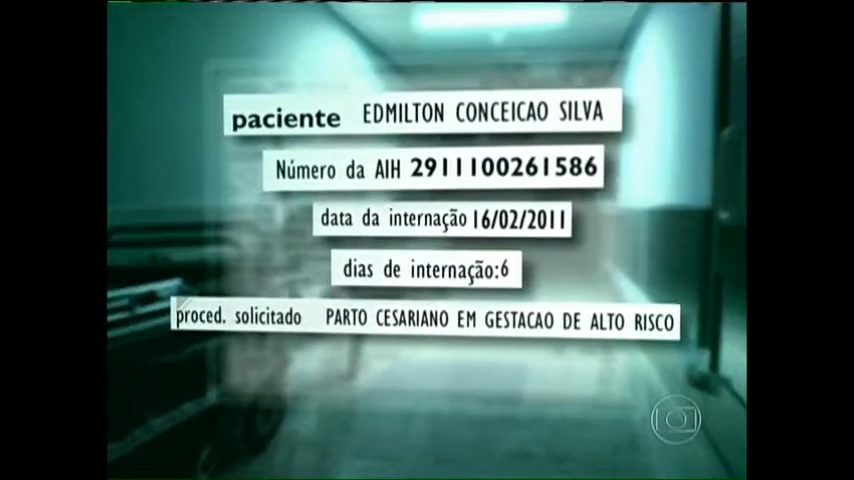 paciente EDMILTON CONCEICAO SILVA
Número da AIH 2911100261586
data da internação 16/02/2011
dias de internação:6
proced. solicitado PARTO CESARIANO EM GESTACAO DE ALTO RISCO